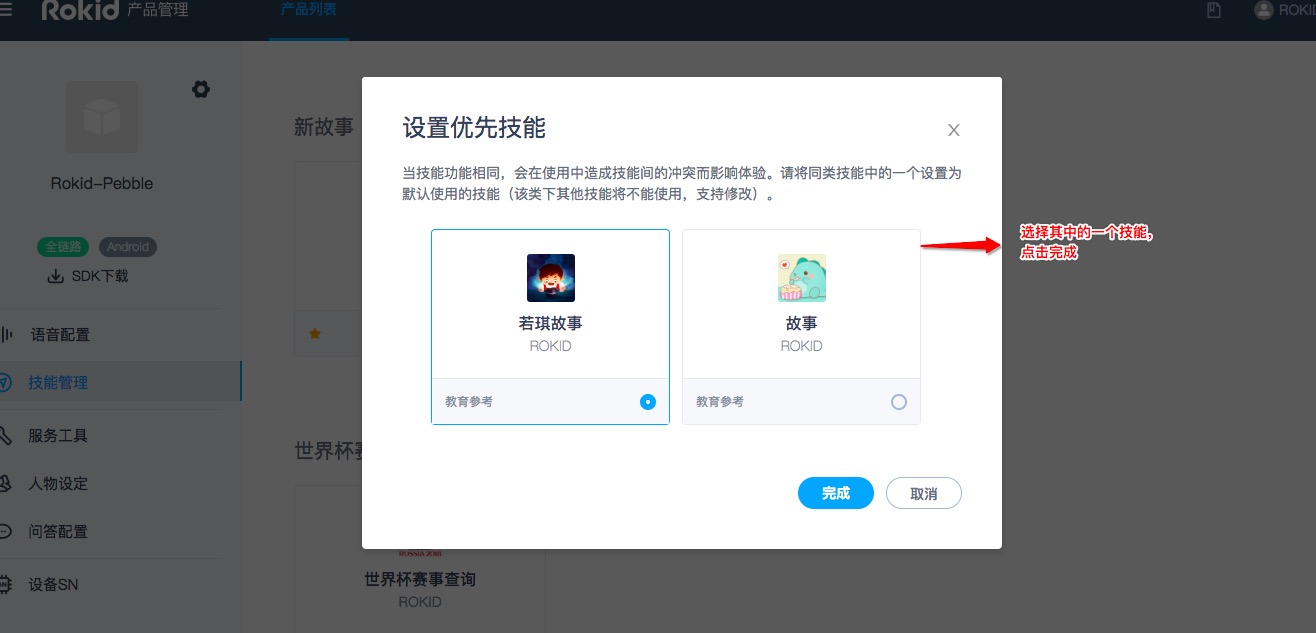 Rokid 产品管理
产品列表
ROKID
Rokid-Pebble
全链路 Android
SDK下载
语音配置
技能管理
服务工具
人物设定
问答配置
设备SN
新故事
世界杯赛
设置优先技能
X
当技能功能相同，会在使用中造成技能间的冲突而影响体验。请将同类技能中的一个设置为
默认使用的技能（该类下其他技能将不能使用，支持修改）。
若琪故事
ROKID
教育参考
故事
ROKID
教育参考
完成 取消
选择其中的一个技能，
点击完成
世界杯赛事查询
ROKID